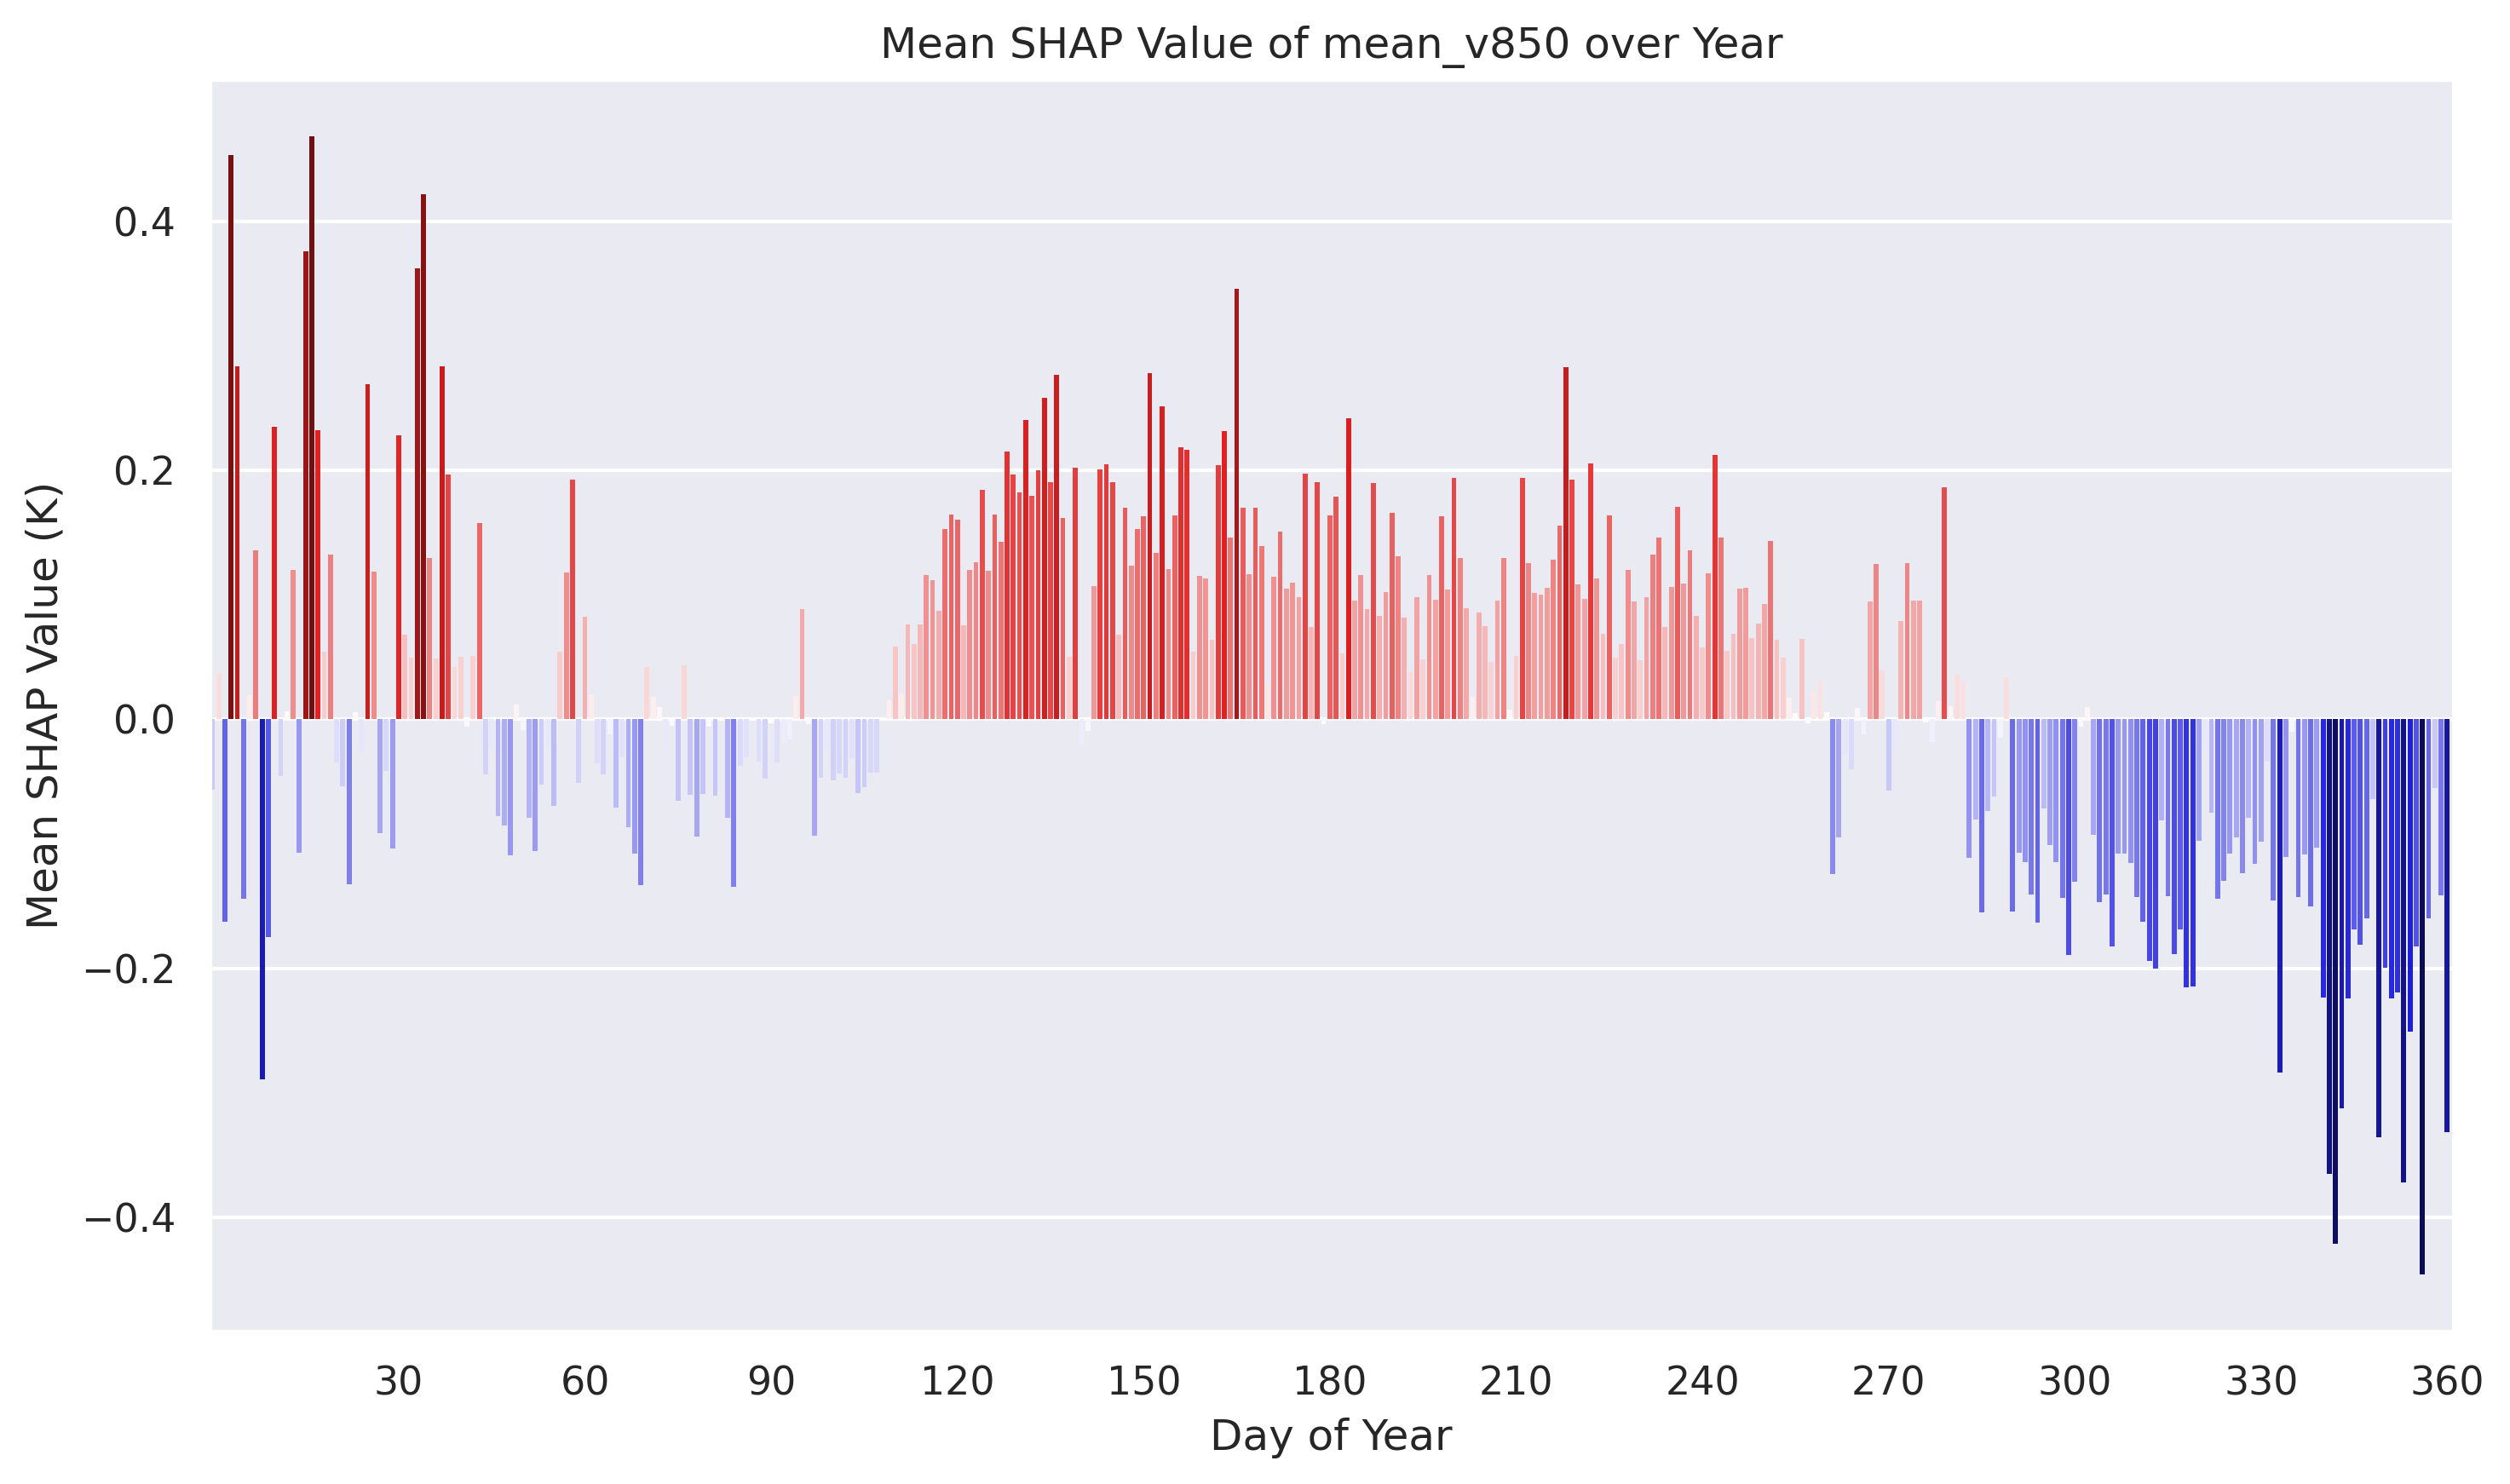 Mean SHAP Value of mean_v850 over Year
Mean SHAP Value (K)
0.4
0.2
0.0
−0.2
−0.4
30 60 90 120 150 180 210 240 270 300 330 360
Day of Year